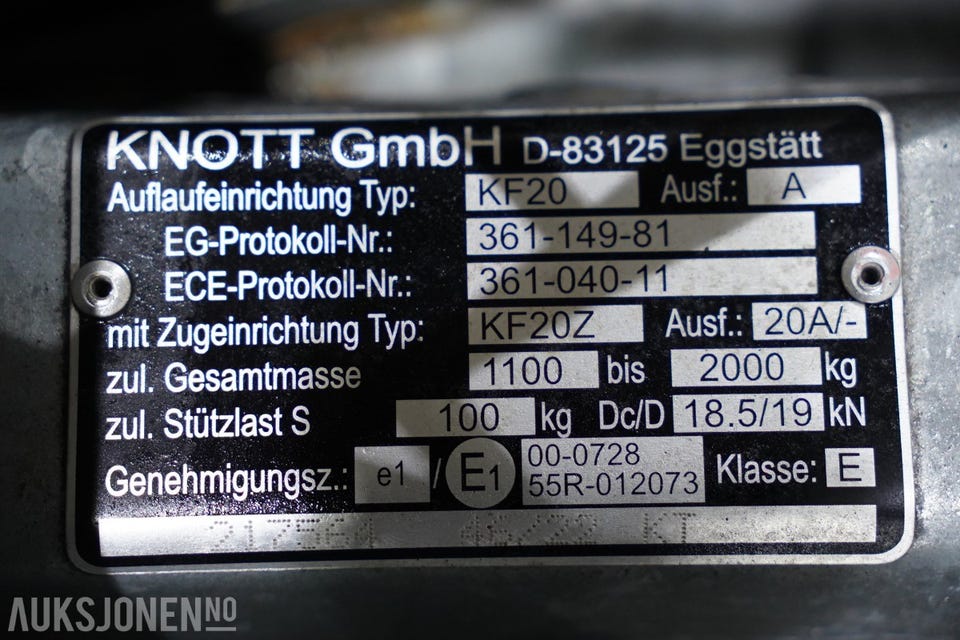 KNOTT GmbH D-83125 Eggstätt
Auflaufeinrichtung Typ: KF20 Ausf.: A
EG-Protokoll-Nr.: 361-149-81
ECE-Protokoll-Nr.: 361-040-11
mit Zugeinrichtung Typ: KF20Z Ausf.: 20A/-
zul. Gesamtmasse 1100 bis 2000 kg
zul. Stützlast S 100 kg Dc/D 18.5/19 kN
Genehmigungsz.: e1 / E1 00-0728 Klasse: E
55R-012073
KT
AUKSJONEN.NO